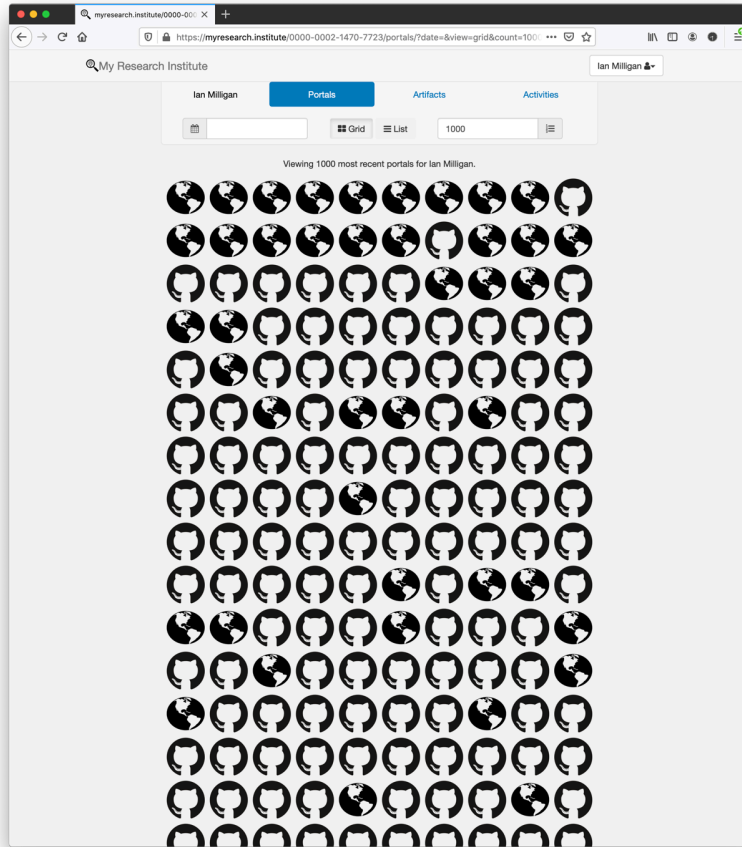 myresearch.institute/0000-000
https://myresearch.institute/0000-0002-1470-7723/portals/?date=&view=grid&count=100
My Research Institute
Ian Milligan
Ian Milligan
Portals
Artifacts
Activities
Grid
List
1000
Viewing 1000 most recent portals for Ian Milligan.